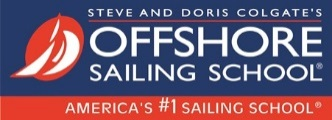 STEVE AND DORIS COLGATE'S
OFFSHORE
SAILING SCHOOL®
AMERICA'S #1 SAILING SCHOOL®